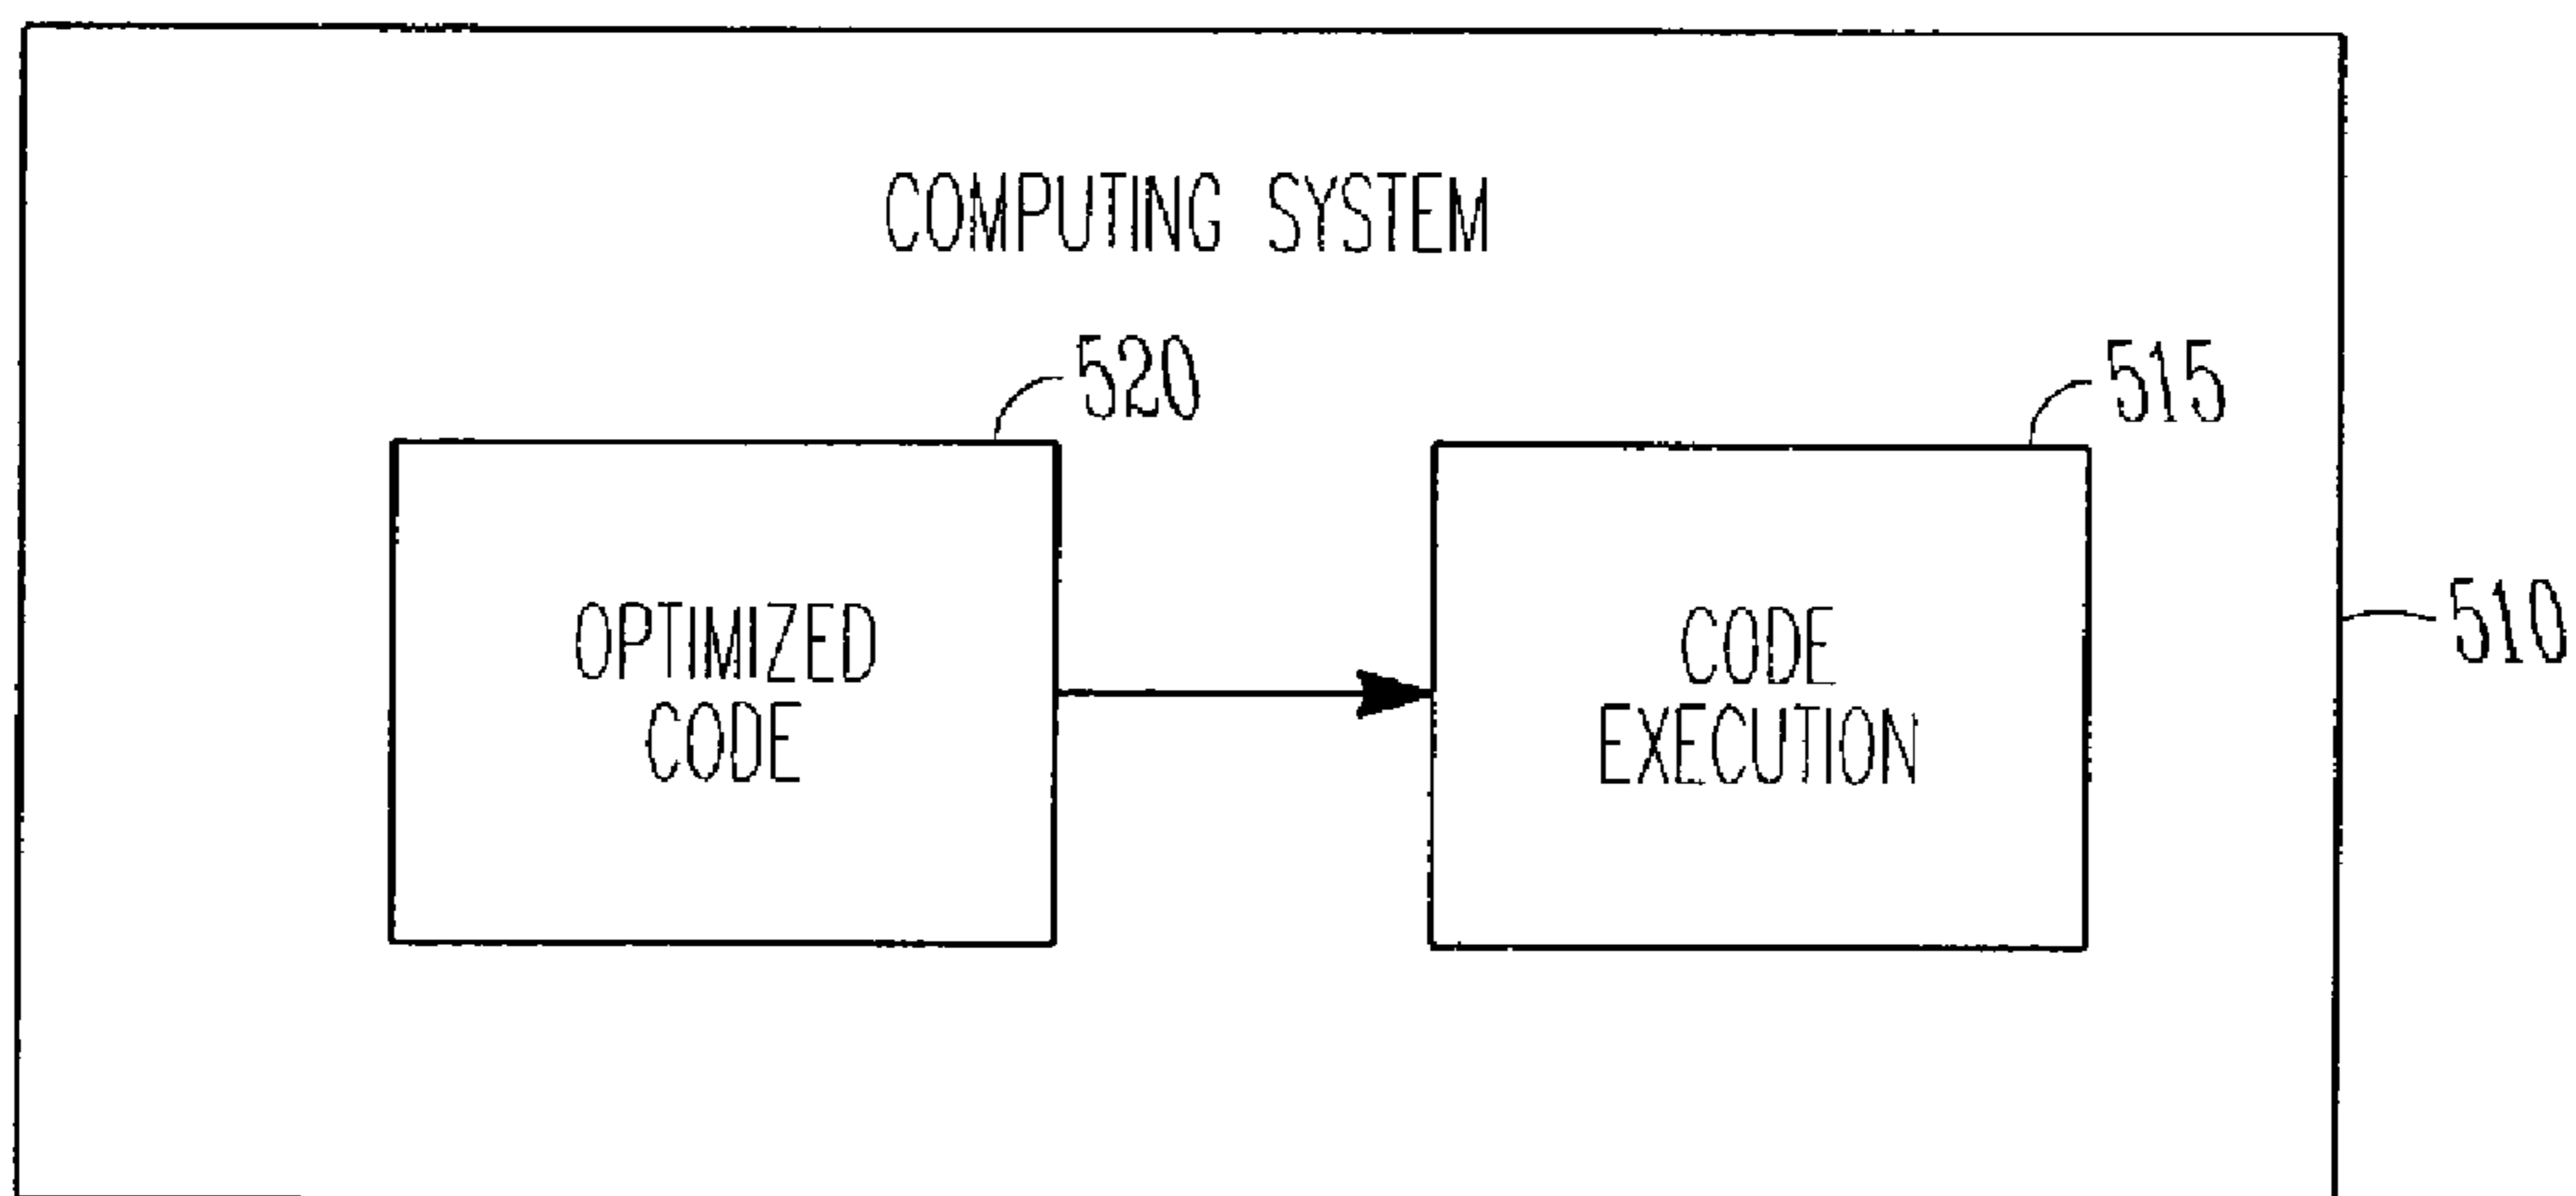 COMPUTING SYSTEM
520
515
OPTIMIZED
CODE
CODE
EXECUTION
510